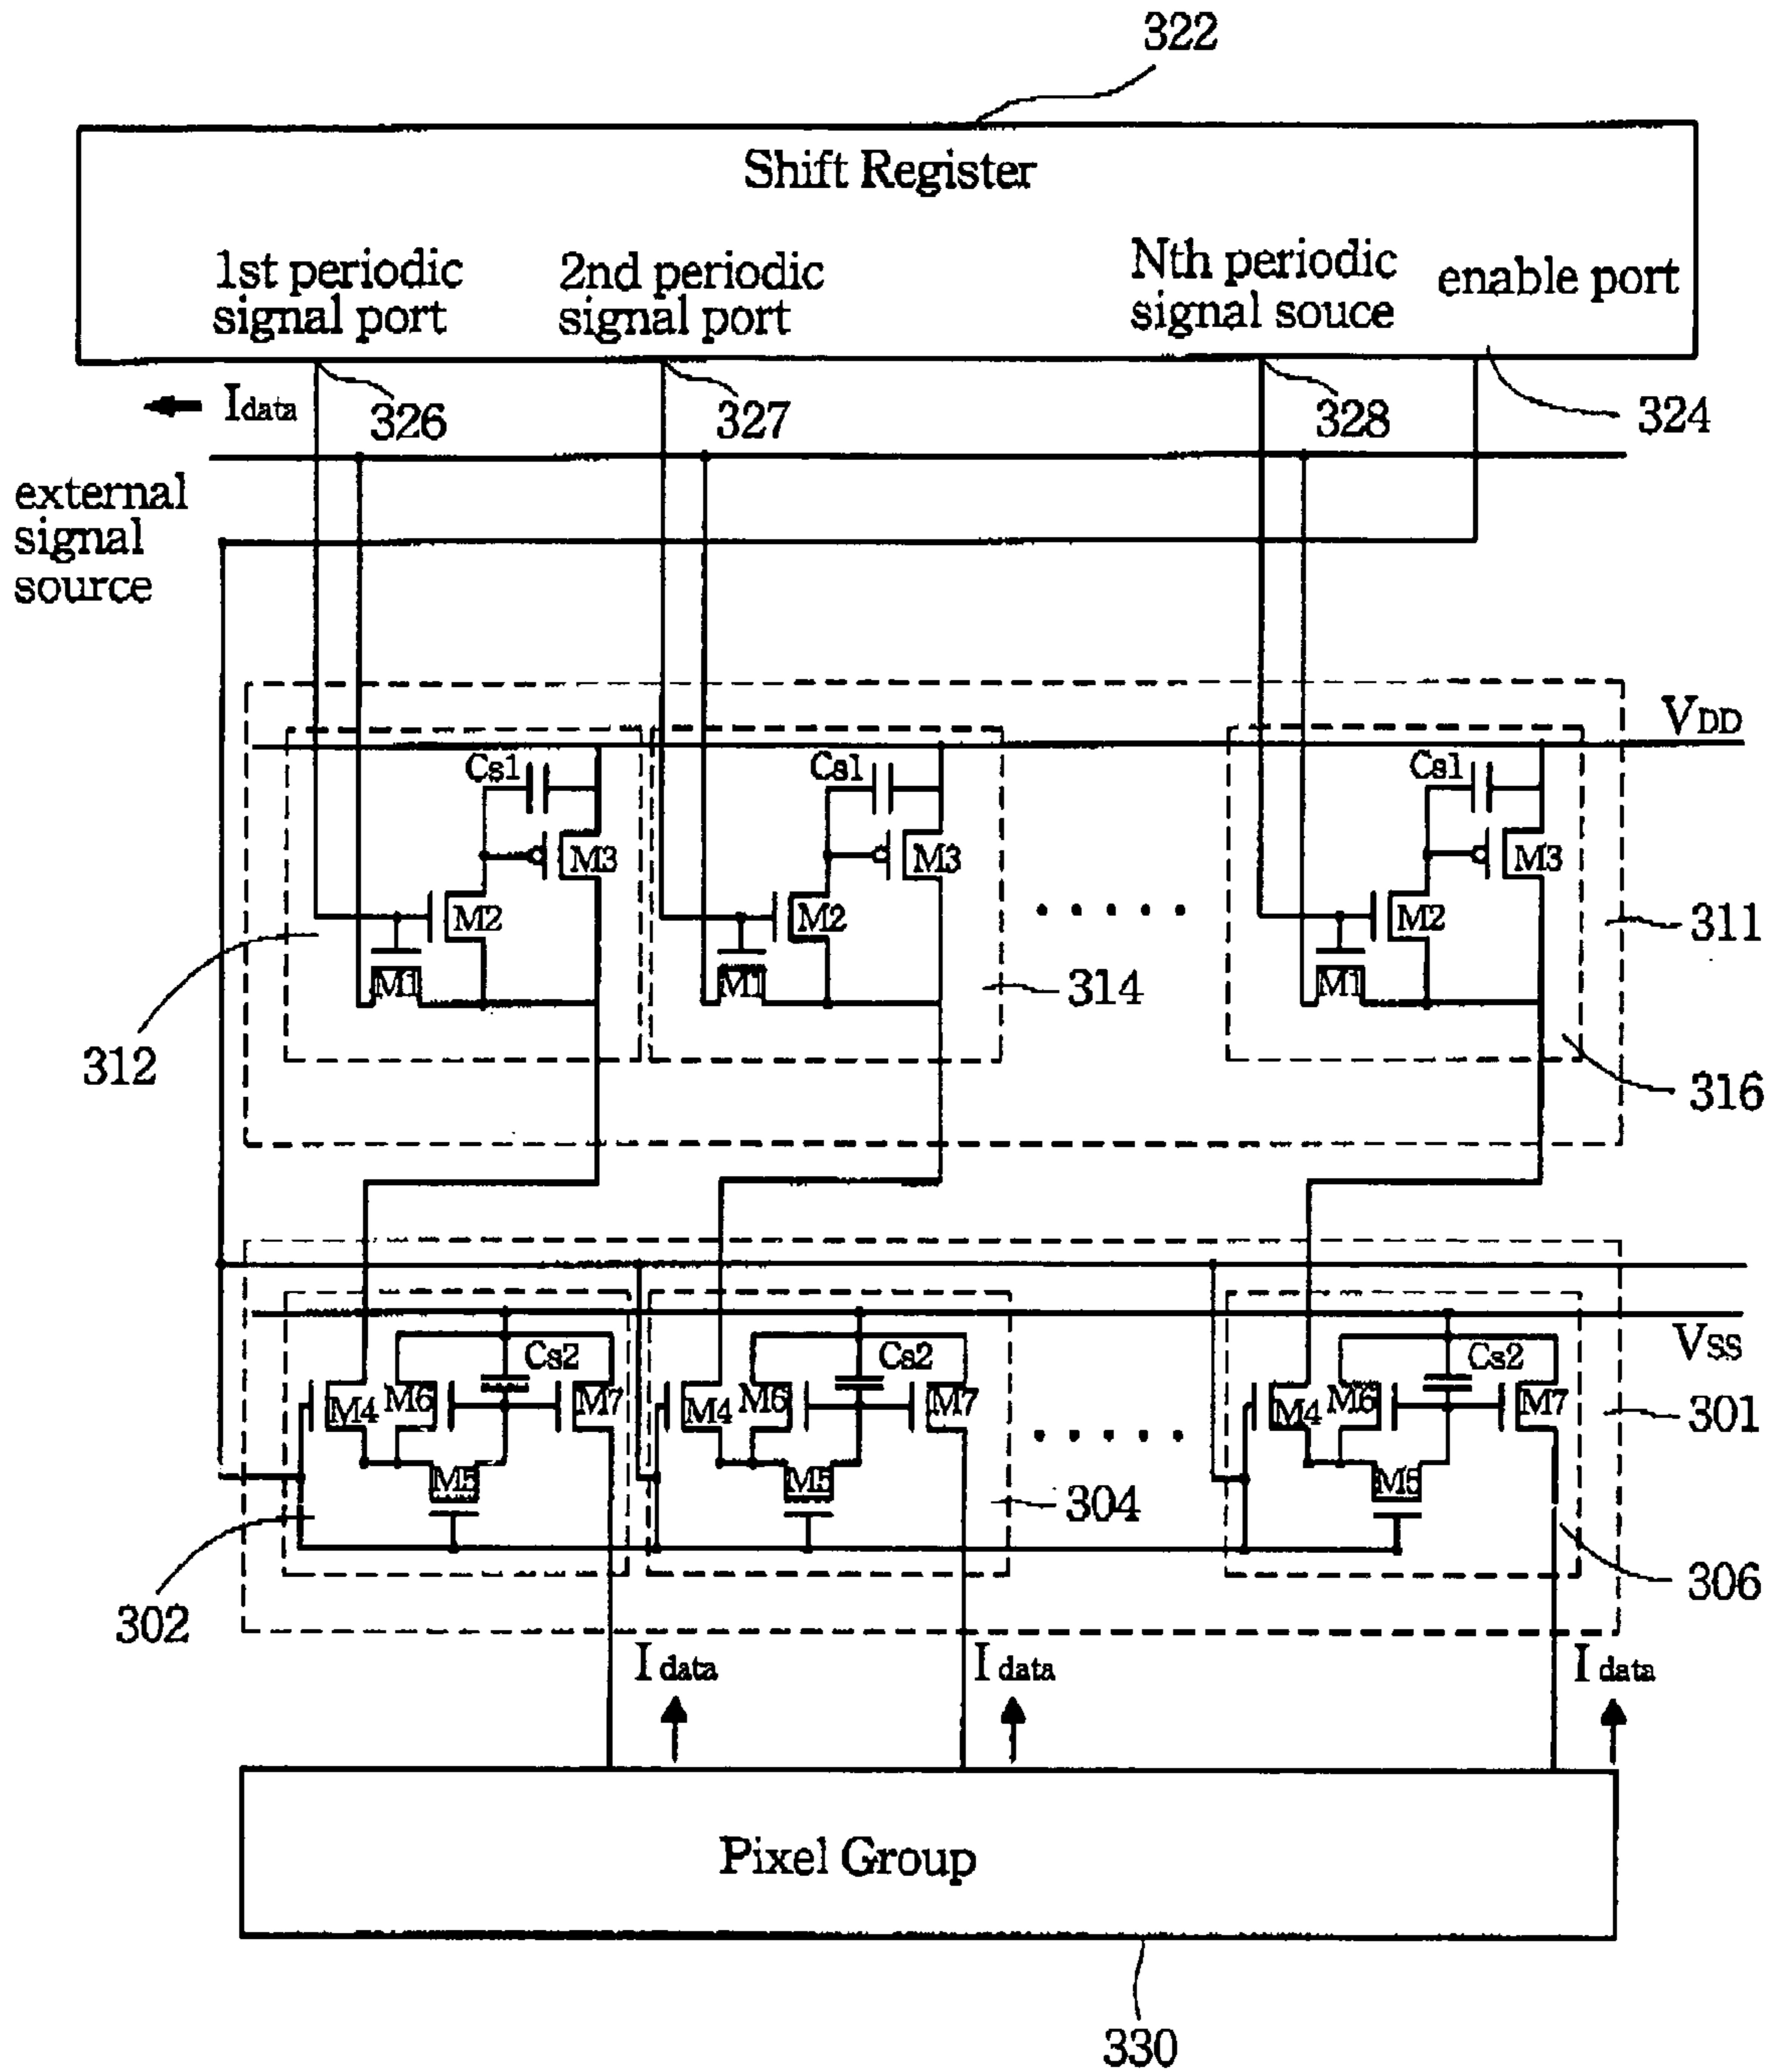 322
Shift Register
1st periodic
signal port
2nd periodic
signal port
Nth periodic
signal souce
enable port
Idata
326
327
328
324
external
signal
source
VDD
Cs1
Cs1
Cs1
M3
M3
M3
M2
M2
M2
311
M1
M1
M1
314
312
316
VSS
Cs2
Cs2
Cs2
M4
M6
M7
M4
M6
M7
M4
M6
M7
301
M5
M5
M5
304
302
306
I data
I data
I data
Pixel Group
330